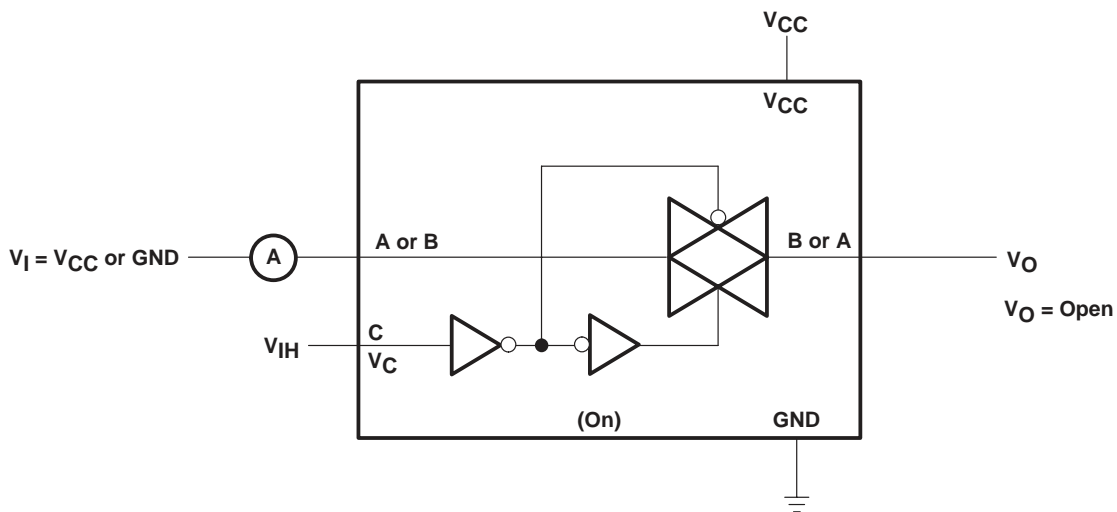 VCC
VCC
VI = VCC or GND
A
A or B
B or A
VO
VO = Open
VIH
C
VC
(On)
GND